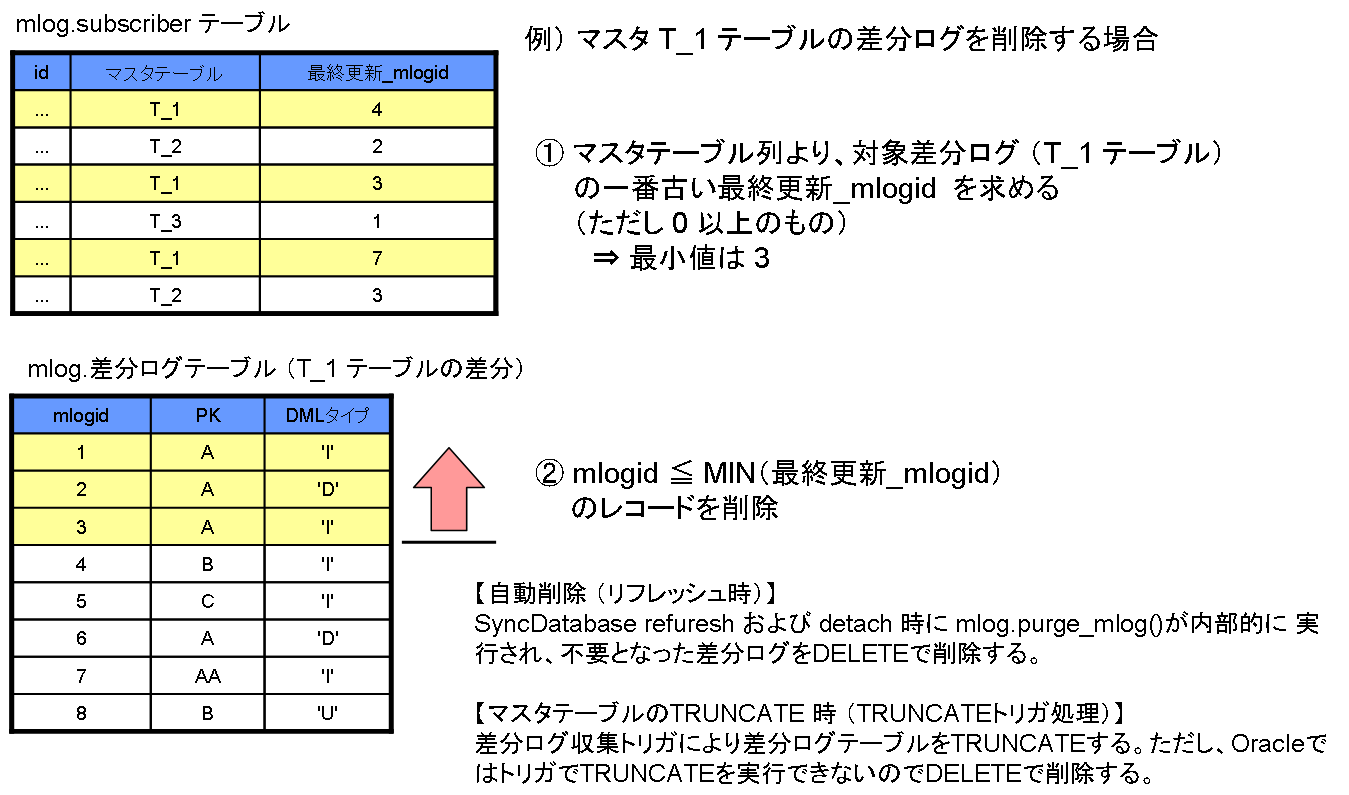 mlog.subscriber テーブル
例） マスタ T_1 テーブルの差分ログを削除する場合
id マスタテーブル 最終更新_mlogid
... T_1 4
... T_2 2
... T_1 3
... T_3 1
... T_1 7
... T_2 3
① マスタテーブル列より、対象差分ログ（T_1 テーブル）
の一番古い最終更新_mlogid を求める
（ただし 0 以上のもの）
⇒ 最小値は 3
mlog.差分ログテーブル（T_1 テーブルの差分）
mlogid PK DMLタイプ
1 A 'I'
2 A 'D'
3 A 'I'
4 B 'I'
5 C 'I'
6 A 'D'
7 AA 'I'
8 B 'U'
② mlogid ≦ MIN（最終更新_mlogid）
のレコードを削除
【自動削除（リフレッシュ時）】
SyncDatabase refuresh および detach 時に mlog.purge_mlog()が内部的に 実
行され、不要となった差分ログをDELETEで削除する。
【マスタテーブルのTRUNCATE 時（TRUNCATEトリガ処理）】
差分ログ収集トリガにより差分ログテーブルをTRUNCATEする。ただし、Oracleで
はトリガでTRUNCATEを実行できないのでDELETEで削除する。